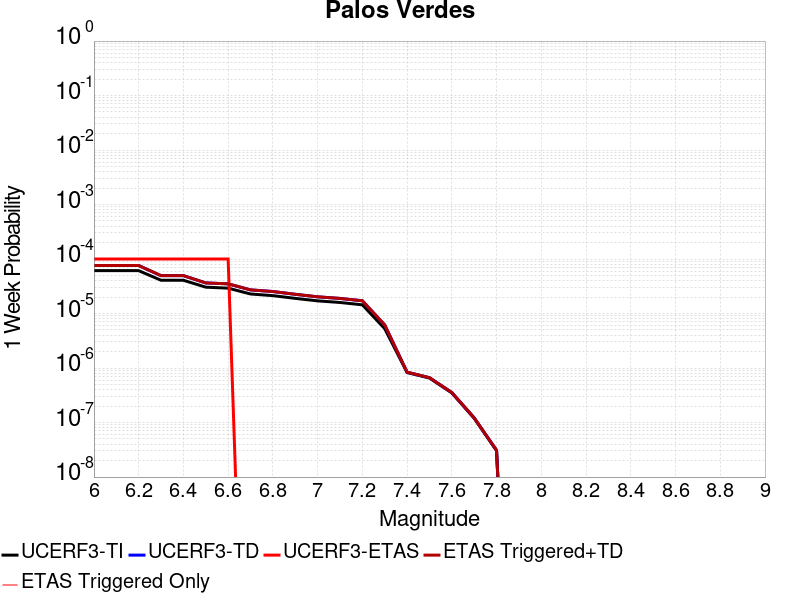 Palos Verdes
1 Week Probability
10^0
10^-1
10^-2
10^-3
10^-4
10^-5
10^-6
10^-7
10^-8
6 6.2 6.4 6.6 6.8 7 7.2 7.4 7.6 7.8 8 8.2 8.4 8.6 8.8 9
Magnitude
UCERF3-TI UCERF3-TD UCERF3-ETAS ETAS Triggered+TD
ETAS Triggered Only